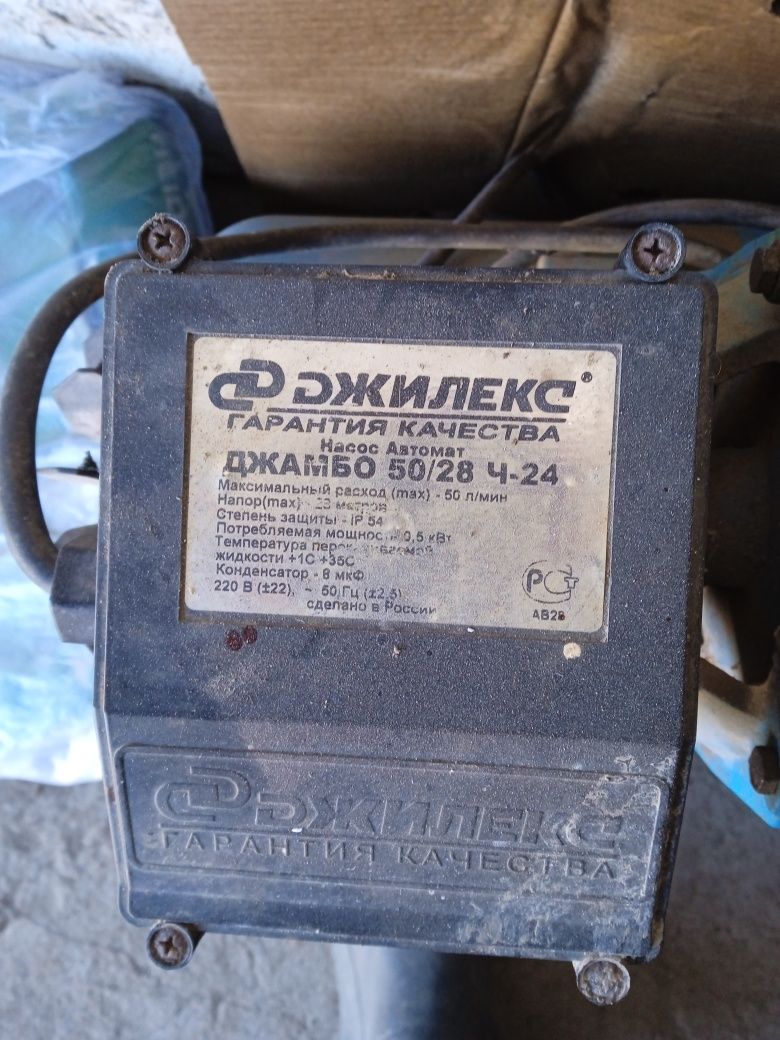 ДЖИЛЕКС®
ГАРАНТИЯ КАЧЕСТВА
Насос Автомат
ДЖАМБО 50/28 Ч-24
Максимальный расход (max) - 50 л/мин
Напор(max) - 28 метров
Степень защиты - IP 54
Потребляемая мощность 0,5 кВт
Температура
жидкости +1С +35С
Конденсатор - 8 мкФ
220 В (±22), ~ 50 Гц (±2,5)
сделано в России
РСТ
АВ28
ДЖИЛЕКС
ГАРАНТИЯ КАЧЕСТВА